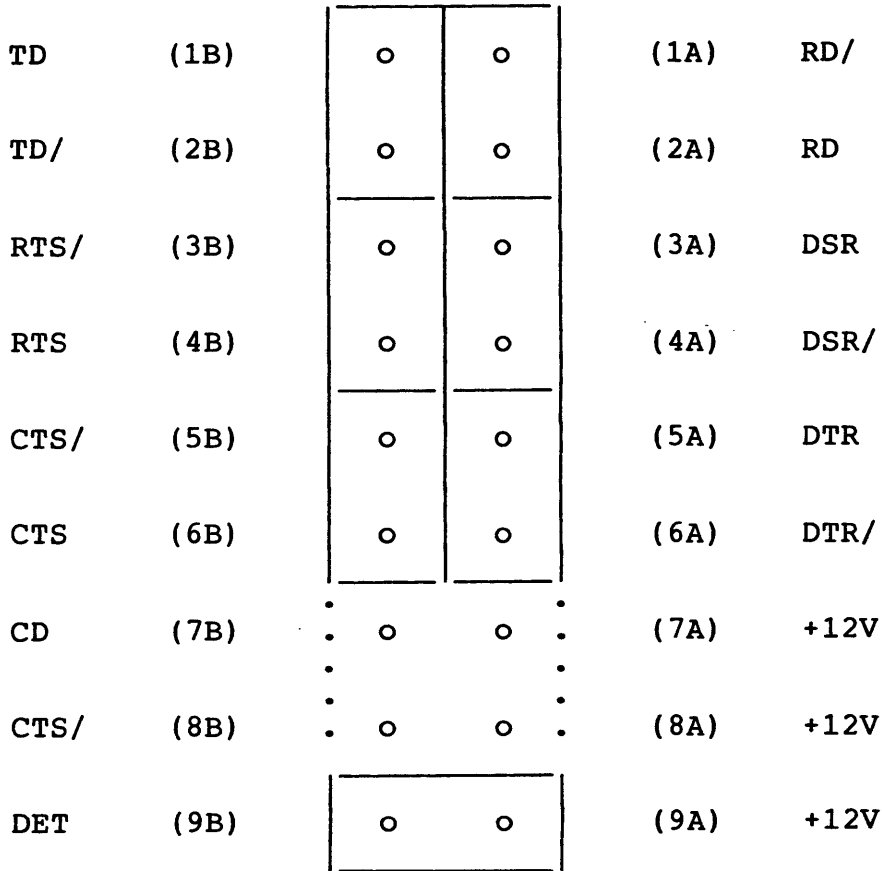 TD (1B) (1A) RD/
TD/ (2B) (2A) RD
RTS/ (3B) (3A) DSR
RTS (4B) (4A) DSR/
CTS/ (5B) (5A) DTR
CTS (6B) (6A) DTR/
CD (7B) (7A) +12V
CTS/ (8B) (8A) +12V
DET (9B) (9A) +12V